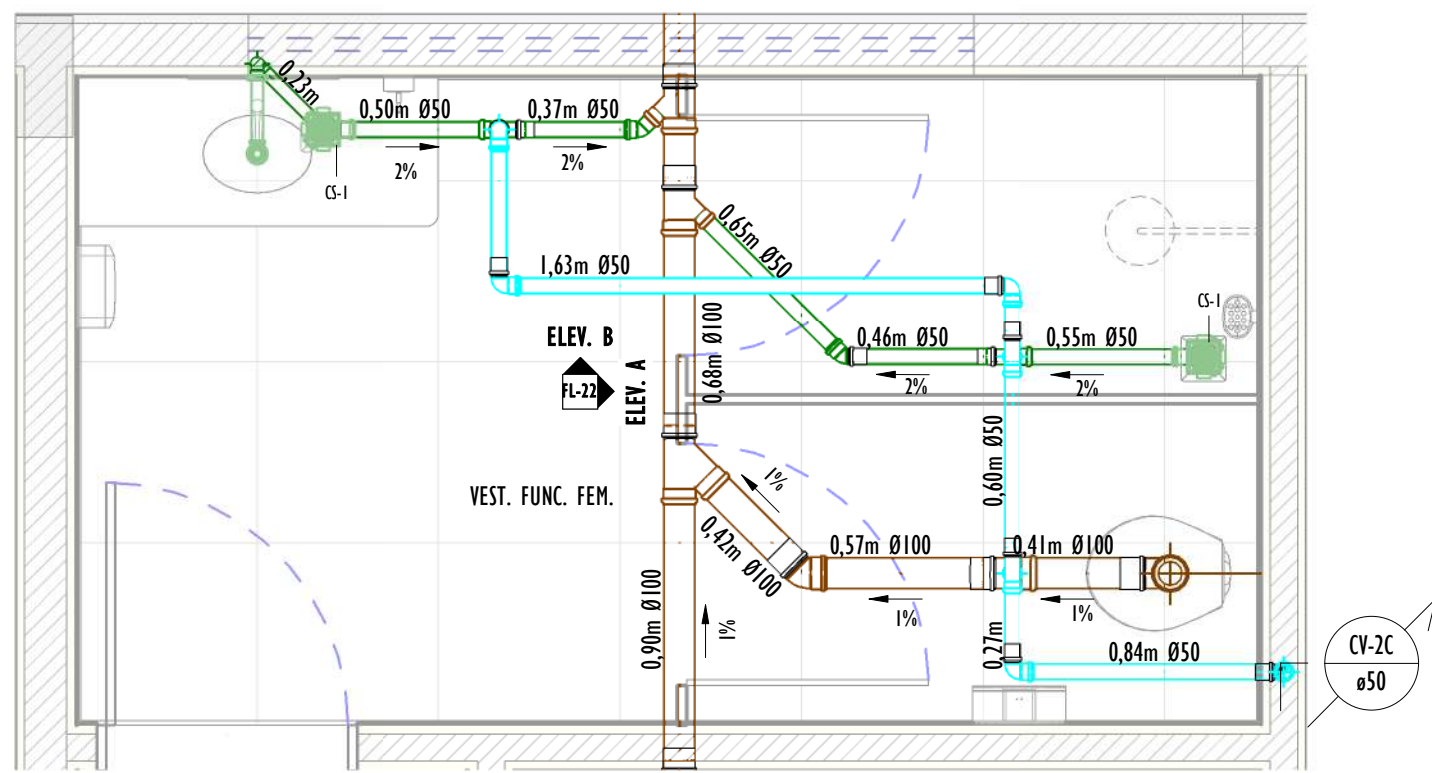 0,23m
0,50m Ø50
0,37m Ø50
2%
2%
CS-1
0,65m Ø50
1,63m Ø50
CS-1
ELEV. B
0,46m Ø50
0,55m Ø50
2%
2%
FL-22
ELEV. A
0,68m Ø100
0,60m Ø50
VEST. FUNC. FEM.
1%
0,42m Ø100
0,57m Ø100
0,41m Ø100
1%
1%
0,90m Ø100
1%
0,27m
0,84m Ø50
CV-2C
ø50